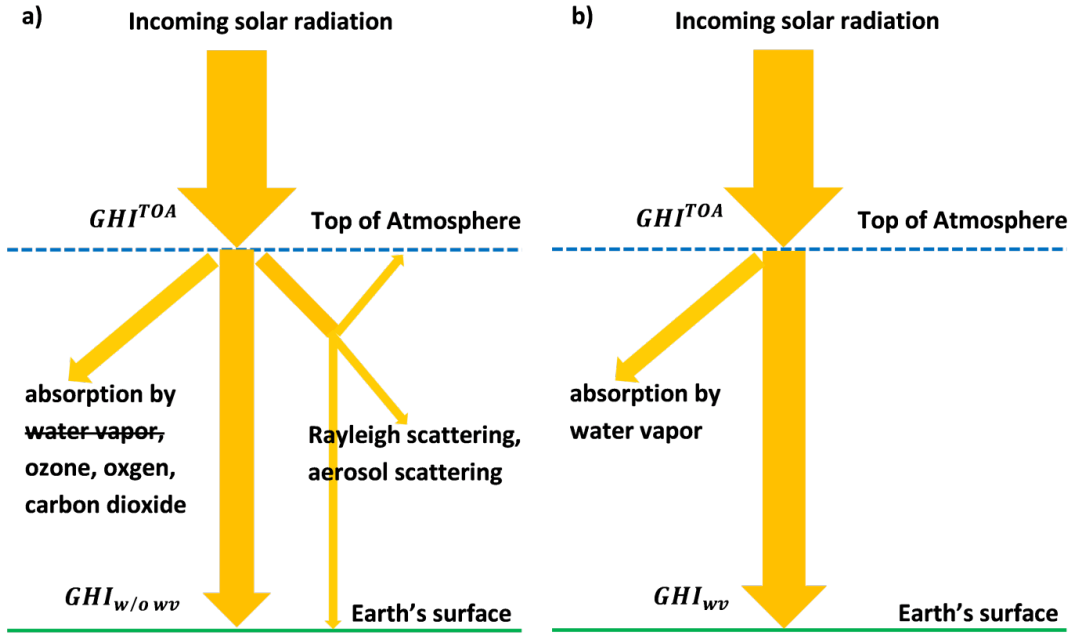 a)
Incoming solar radiation
GHI^TOA
Top of Atmosphere
absorption by
water vapor,
ozone, oxgen,
carbon dioxide
Rayleigh scattering,
aerosol scattering
GHI_w/o wv
Earth's surface
b)
Incoming solar radiation
GHI^TOA
Top of Atmosphere
absorption by
water vapor
GHI_wv
Earth's surface